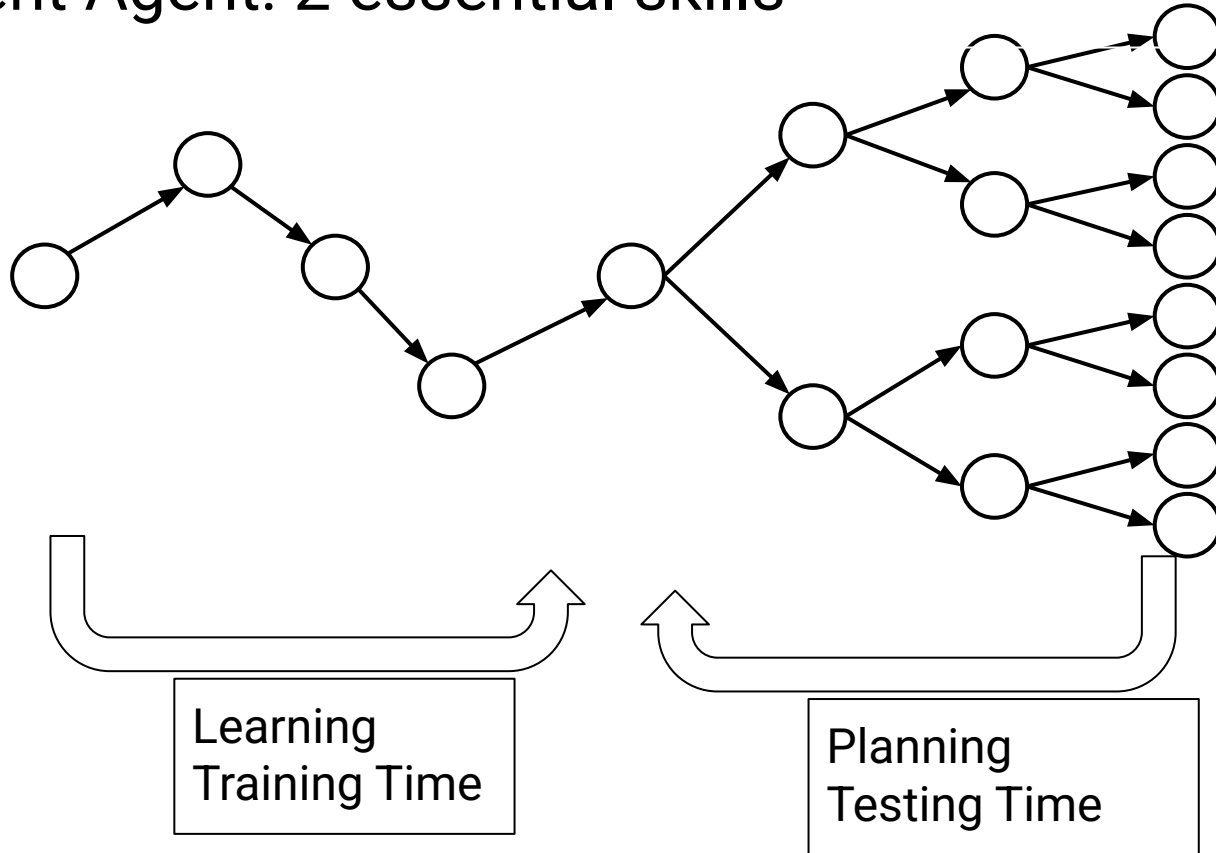 Agent: 2 essential skills
Learning
Training Time
Planning
Testing Time